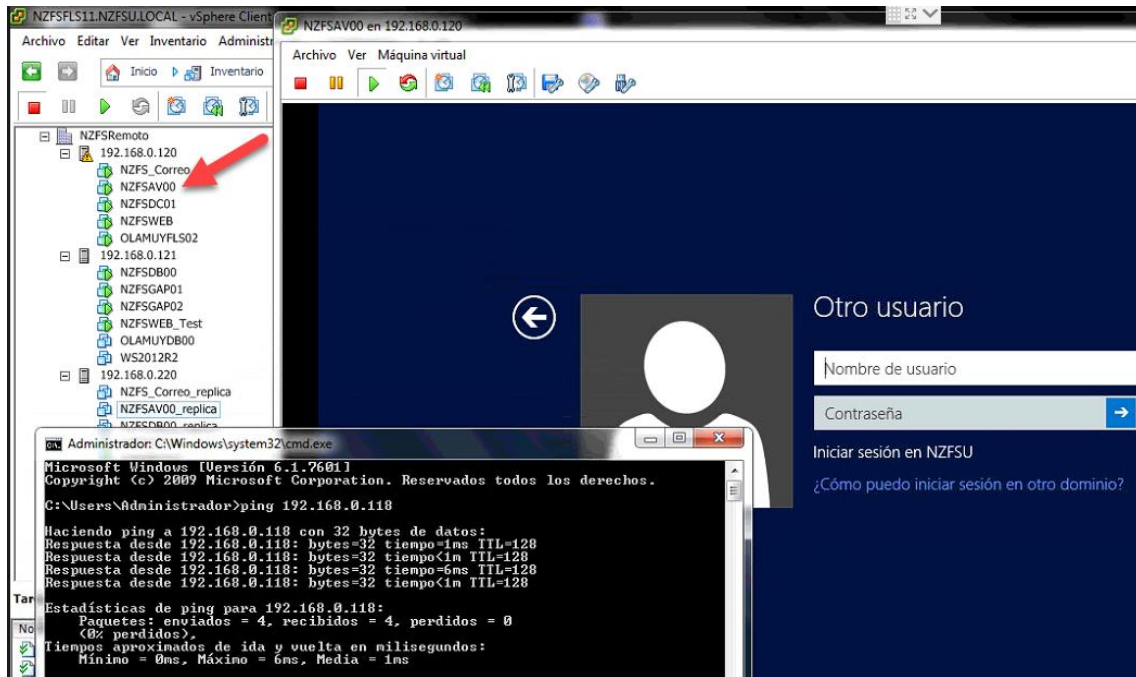 NZFSFLS11.NZFSU.LOCAL - vSphere Client
Archivo Editar Ver Inventario Administr
Inicio Inventario
NZFSRemoto
192.168.0.120
NZFS_Correo
NZFSAV00
NZFSDC01
NZFSWEB
OLAMUYFLS02
192.168.0.121
NZFSDB00
NZFSGAP01
NZFSGAP02
NZFSWEB_Test
OLAMUYDB00
WS2012R2
192.168.0.220
NZFS_Correo_replica
NZFSAV00_replica
NZFSDB00_replica
Tar
No
NZFSAV00 en 192.168.0.120
Archivo Ver Máquina virtual
Otro usuario
Nombre de usuario
Contraseña
Iniciar sesión en NZFSU
¿Cómo puedo iniciar sesión en otro dominio?
Administrador: C:\Windows\system32\cmd.exe
Microsoft Windows [Versión 6.1.7601]
Copyright (c) 2009 Microsoft Corporation. Reservados todos los derechos.
C:\Users\Administrador>ping 192.168.0.118
Haciendo ping a 192.168.0.118 con 32 bytes de datos:
Respuesta desde 192.168.0.118: bytes=32 tiempo=1ms TTL=128
Respuesta desde 192.168.0.118: bytes=32 tiempo<1m TTL=128
Respuesta desde 192.168.0.118: bytes=32 tiempo=6ms TTL=128
Respuesta desde 192.168.0.118: bytes=32 tiempo<1m TTL=128
Estadísticas de ping para 192.168.0.118:
Paquetes: enviados = 4, recibidos = 4, perdidos = 0
(0% perdidos),
Tiempos aproximados de ida y vuelta en milisegundos:
Mínimo = 0ms, Máximo = 6ms, Media = 1ms